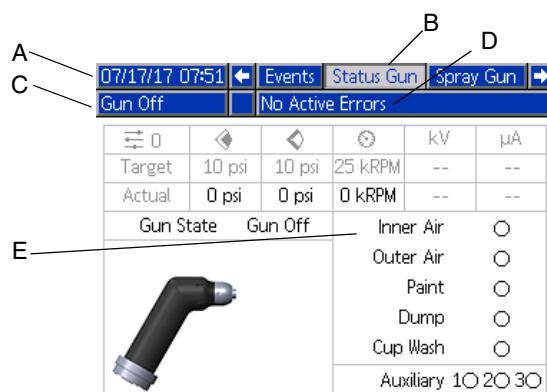 B
A
D
07/17/17 07:51 Events Status Gun Spray Gun
C
Gun Off No Active Errors
0 kV µA
Target 10 psi 10 psi 25 kRPM -- --
Actual 0 psi 0 psi 0 kRPM -- --
Gun State Gun Off
E
Inner Air
Outer Air
Paint
Dump
Cup Wash
Auxiliary 1 2 3